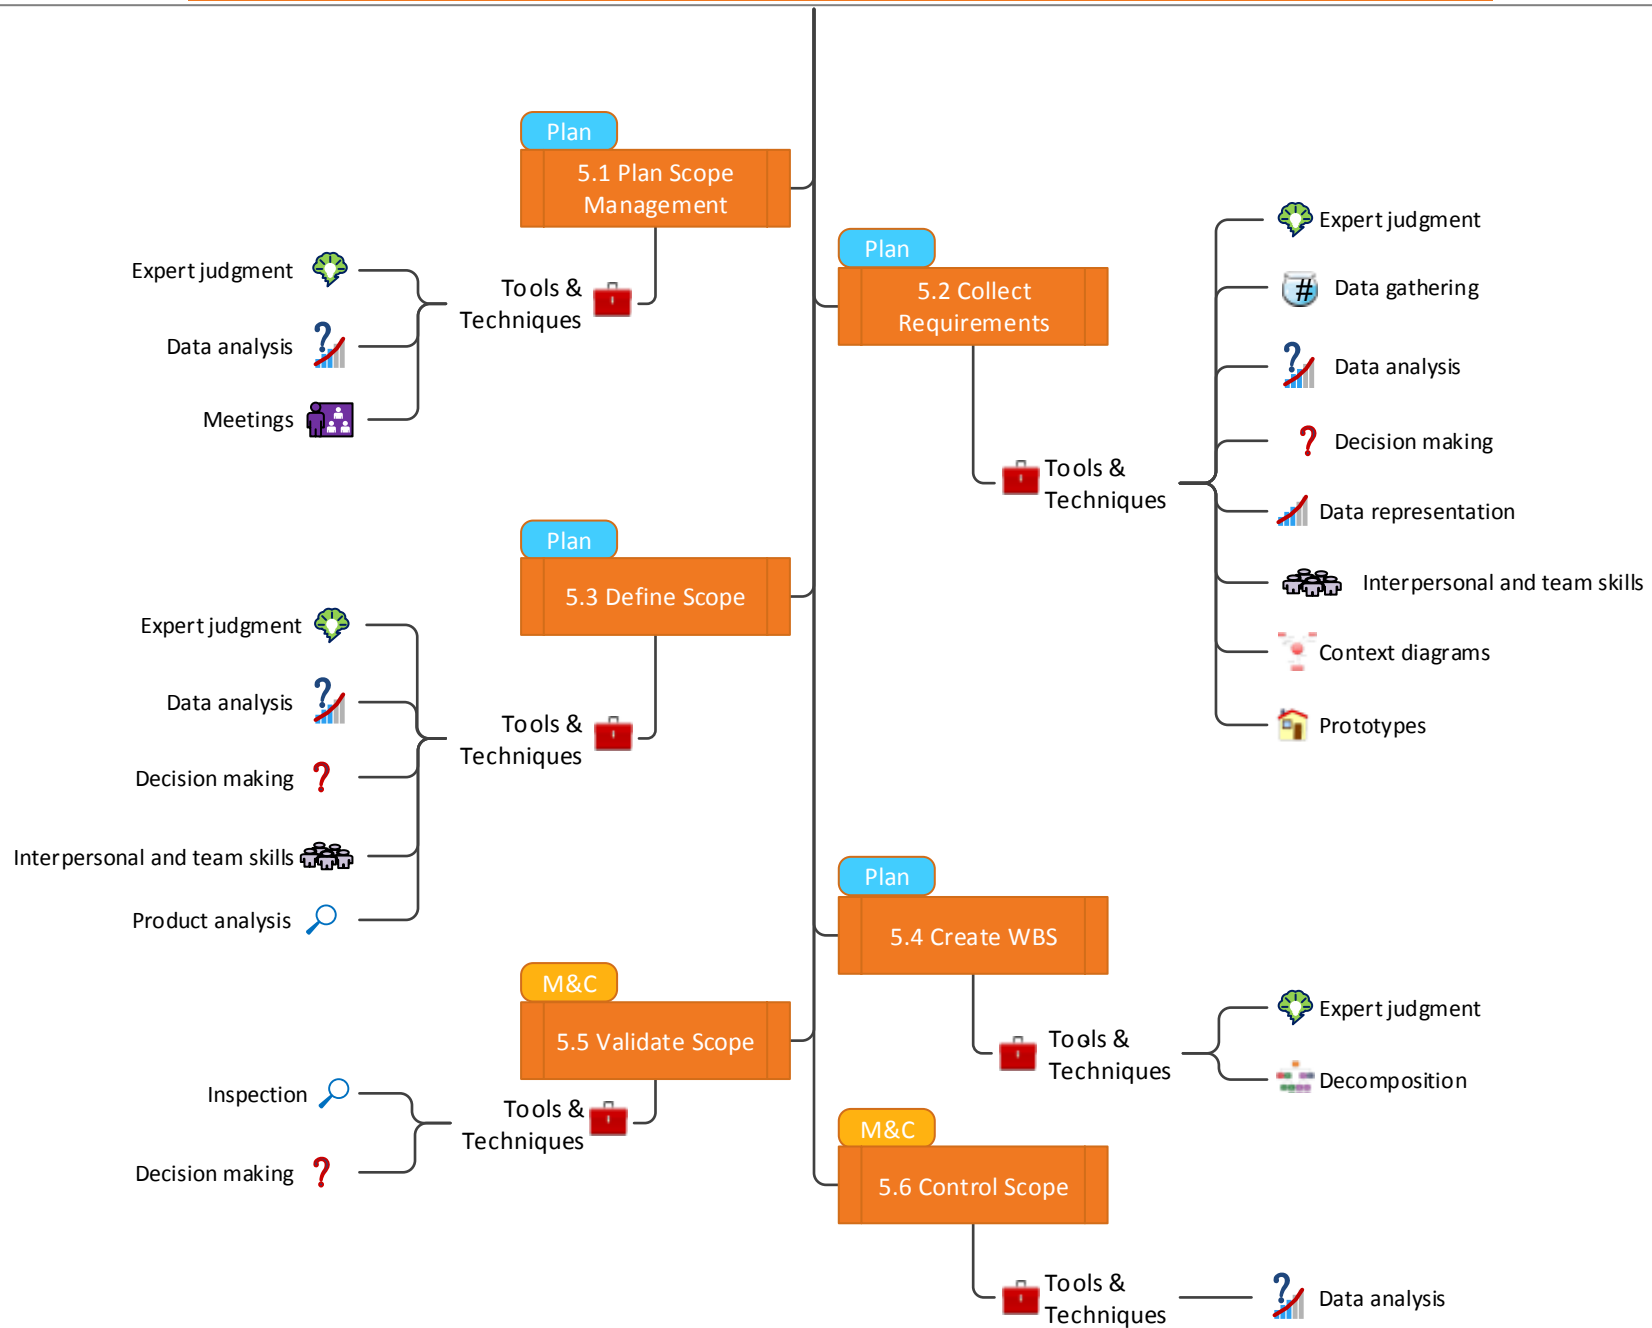 Plan
5.1 Plan Scope
Management
Tools &
Techniques
Expert judgment
Data analysis
Meetings
Plan
5.2 Collect
Requirements
Tools &
Techniques
Expert judgment
Data gathering
Data analysis
Decision making
Data representation
Interpersonal and team skills
Context diagrams
Prototypes
Plan
5.3 Define Scope
Tools &
Techniques
Expert judgment
Data analysis
Decision making
Interpersonal and team skills
Product analysis
Plan
5.4 Create WBS
Tools &
Techniques
Expert judgment
Decomposition
M&C
5.5 Validate Scope
Tools &
Techniques
Inspection
Decision making
M&C
5.6 Control Scope
Tools &
Techniques
Data analysis